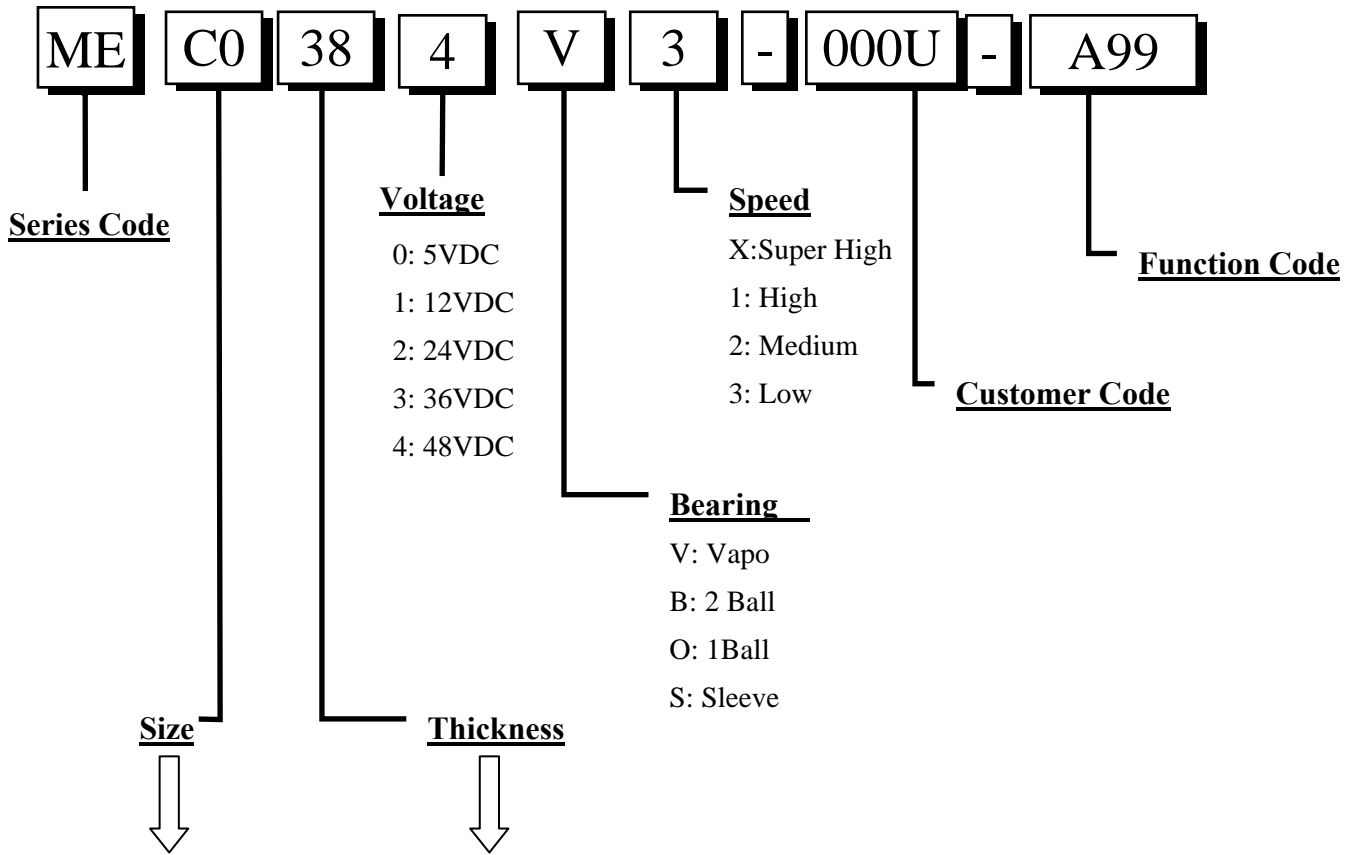 ME C0 38 4 V 3 - 000U - A99
Series Code
Voltage
0: 5VDC
1: 12VDC
2: 24VDC
3: 36VDC
4: 48VDC
Speed
X:Super High
1: High
2: Medium
3: Low
Function Code
Customer Code
Bearing
V: Vapo
B: 2 Ball
O: 1Ball
S: Sleeve
Size
Thickness